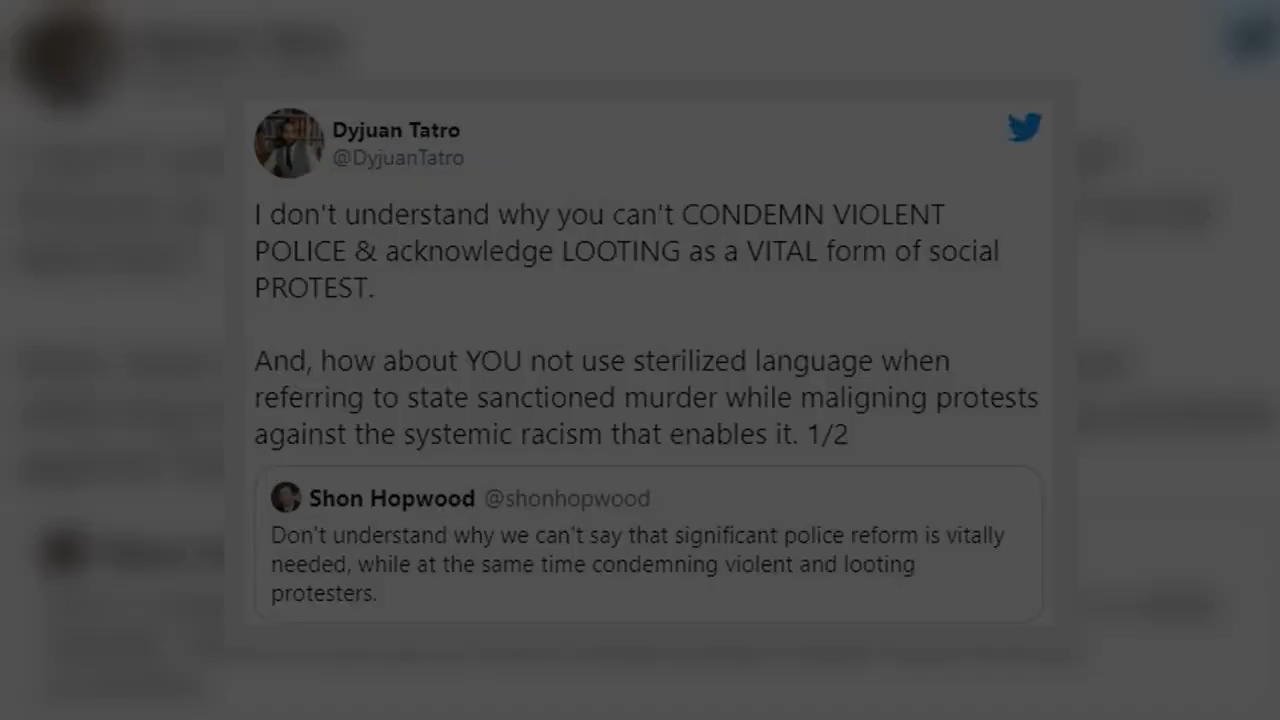 Dyjuan Tatro
@DyjuanTatro
I don't understand why you can't CONDEMN VIOLENT
POLICE & acknowledge LOOTING as a VITAL form of social
PROTEST.
And, how about YOU not use sterilized language when
referring to state sanctioned murder while maligning protests
against the systemic racism that enables it. 1/2
Shon Hopwood @shonhopwood
Don't understand why we can't say that significant police reform is vitally
needed, while at the same time condemning violent and looting
protesters.